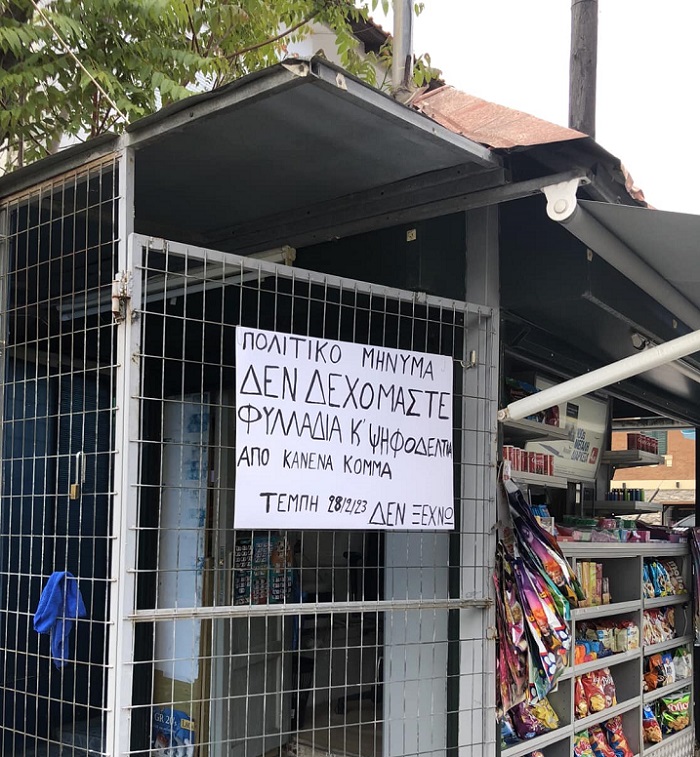 ΠΟΛΙΤΙΚΟ ΜΗΝΥΜΑ
ΔΕΝ ΔΕΧΟΜΑΣΤΕ
ΦΥΛΛΑΔΙΑ Κ' ΨΗΦΟΔΕΛΤΙΑ
ΑΠΟ ΚΑΝΕΝΑ ΚΟΜΜΑ
ΤΕΜΠΗ 28/2/23 ΔΕΝ ΞΕΧΝΩ